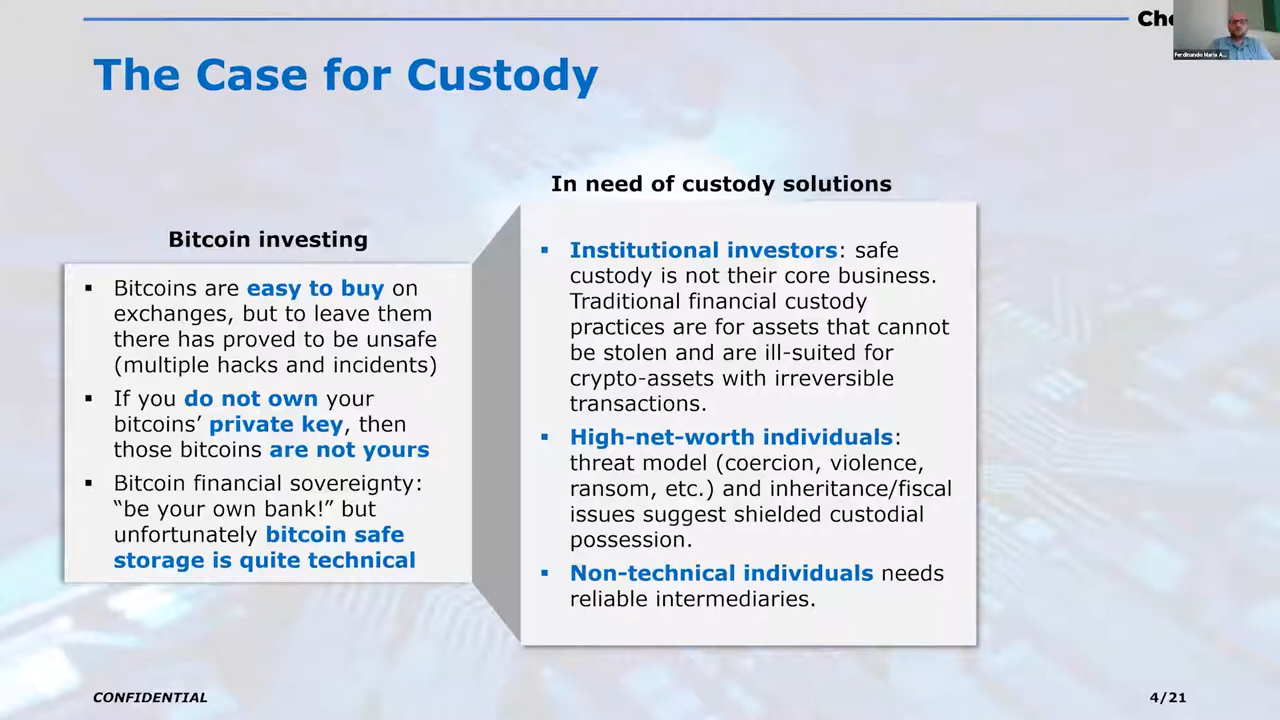 Che
Ferdinando Maria A...
The Case for Custody
In need of custody solutions
Bitcoin investing
▪ Bitcoins are easy to buy on
exchanges, but to leave them
there has proved to be unsafe
(multiple hacks and incidents)
▪ If you do not own your
bitcoins’ private key, then
those bitcoins are not yours
▪ Bitcoin financial sovereignty:
“be your own bank!” but
unfortunately bitcoin safe
storage is quite technical
▪ Institutional investors: safe
custody is not their core business.
Traditional financial custody
practices are for assets that cannot
be stolen and are ill-suited for
crypto-assets with irreversible
transactions.
▪ High-net-worth individuals:
threat model (coercion, violence,
ransom, etc.) and inheritance/fiscal
issues suggest shielded custodial
possession.
▪ Non-technical individuals needs
reliable intermediaries.
CONFIDENTIAL
4/21